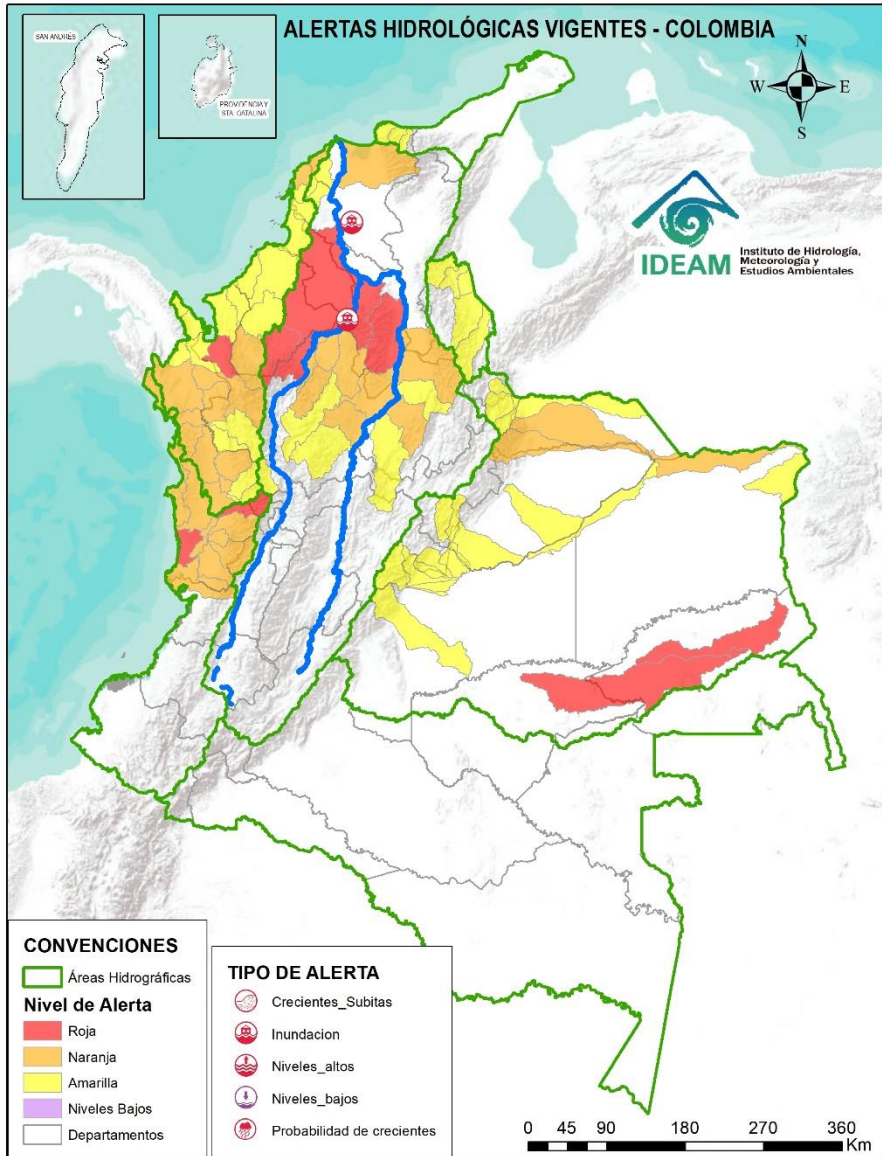 ALERTAS HIDROLÓGICAS VIGENTES - COLOMBIA
SAN ANDRÉS
PROVIDENCIA Y
STA. CATALINA
N
W
E
S
IDEAM
Instituto de Hidrología,
Meteorología y
Estudios Ambientales
CONVENCIONES
Áreas Hidrográficas
Nivel de Alerta
Roja
Naranja
Amarilla
Niveles Bajos
Departamentos
TIPO DE ALERTA
Crecientes_Subitas
Inundacion
Niveles_altos
Niveles_bajos
Probabilidad de crecientes
0 45 90 180 270 360
Km